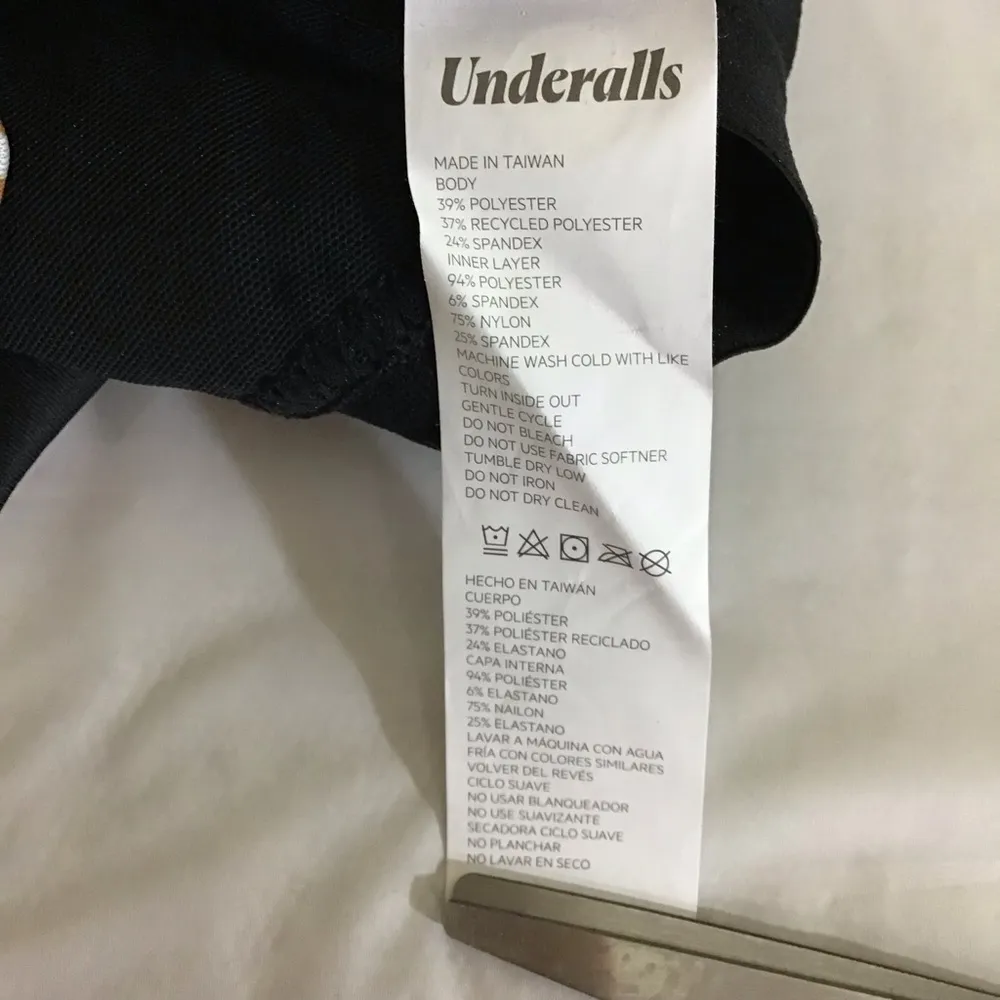 Underalls
MADE IN TAIWAN
BODY
39% POLYESTER
37% RECYCLED POLYESTER
24% SPANDEX
INNER LAYER
94% POLYESTER
6% SPANDEX
75% NYLON
25% SPANDEX
MACHINE WASH COLD WITH LIKE
COLORS
TURN INSIDE OUT
GENTLE CYCLE
DO NOT BLEACH
DO NOT USE FABRIC SOFTNER
TUMBLE DRY LOW
DO NOT IRON
DO NOT DRY CLEAN
HECHO EN TAIWÁN
CUERPO
39% POLIÉSTER
37% POLIÉSTER RECICLADO
24% ELASTANO
CAPA INTERNA
94% POLIÉSTER
6% ELASTANO
75% NAILON
25% ELASTANO
LAVAR A MÁQUINA CON AGUA
FRÍA CON COLORES SIMILARES
VOLVER DEL REVÉS
CICLO SUAVE
NO USAR BLANQUEADOR
NO USE SUAVIZANTE
SECADORA CICLO SUAVE
NO PLANCHAR
NO LAVAR EN SECO